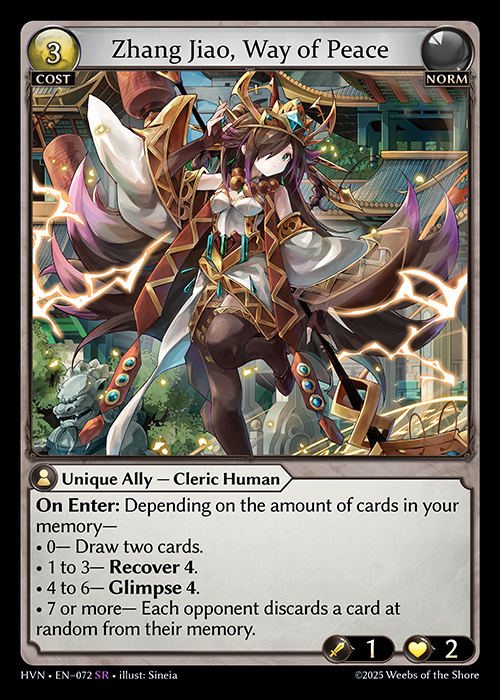 3
COST
Zhang Jiao, Way of Peace
NORM
Unique Ally — Cleric Human
On Enter: Depending on the amount of cards in your
memory—
• 0— Draw two cards.
• 1 to 3— Recover 4.
• 4 to 6— Glimpse 4.
• 7 or more— Each opponent discards a card at
random from their memory.
1
2
HVN • EN-072 SR • illust: Sineia
©2025 Weebs of the Shore